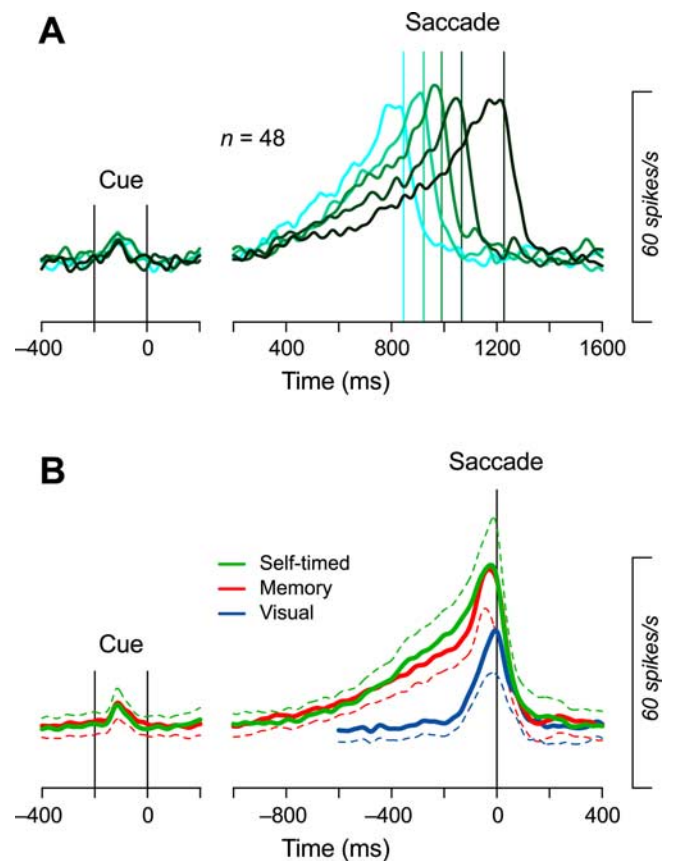 A
Saccade
n = 48
Cue
60 spikes/s
–400 0 400 800 1200 1600
Time (ms)
B
Saccade
Self-timed
Memory
Visual
Cue
60 spikes/s
–400 0 –800 –400 0 400
Time (ms)